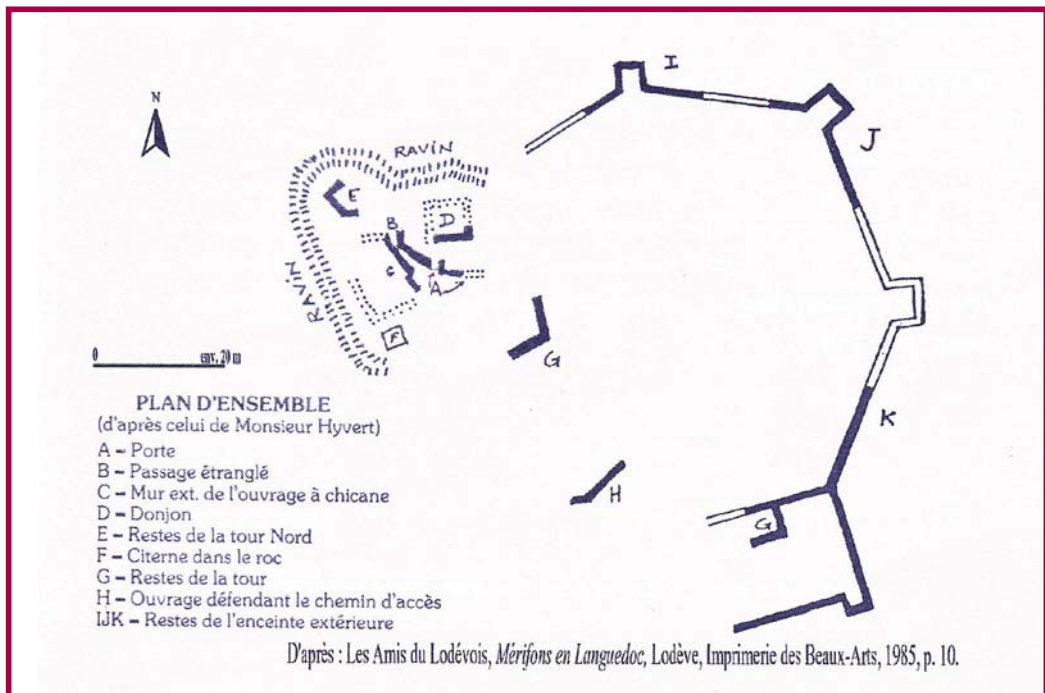 I
J
N
RAVIN
E
B
D
C
A
RAVIN
F
G
0 env. 20 m
K
H
G
PLAN D'ENSEMBLE
(d'après celui de Monsieur Hyvert)
A – Porte
B – Passage étranglé
C – Mur ext. de l'ouvrage à chicane
D – Donjon
E – Restes de la tour Nord
F – Citerne dans le roc
G – Restes de la tour
H – Ouvrage défendant le chemin d'accès
IJK – Restes de l'enceinte extérieure
D'après : Les Amis du Lodévois, Mérifons en Languedoc, Lodève, Imprimerie des Beaux-Arts, 1985, p. 10.